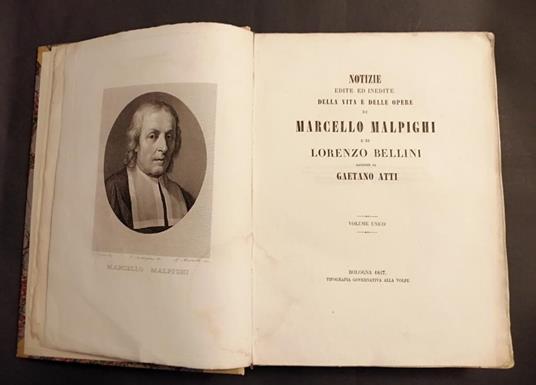 MARCELLO MALPIGHI
NOTIZIE
EDITE ED INEDITE
DELLA VITA E DELLE OPERE
DI
MARCELLO MALPIGHI
E DI
LORENZO BELLINI
RACCOLTE DA
GAETANO ATTI
VOLUME UNICO
BOLOGNA 1847.
TIPOGRAFIA GOVERNATIVA ALLA VOLPE